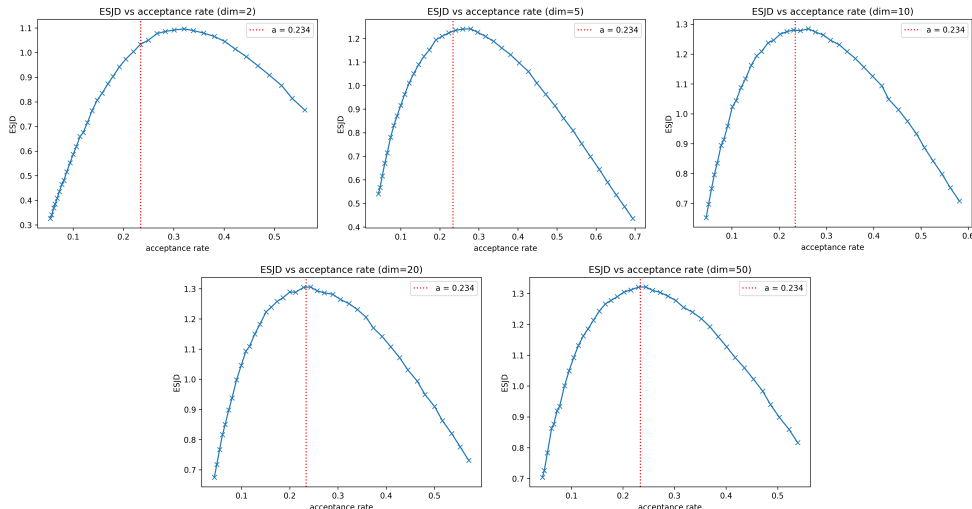 ESJD vs acceptance rate (dim=2)
a = 0.234
ESJD
1.1
1.0
0.9
0.8
0.7
0.6
0.5
0.4
0.3
0.1 0.2 0.3 0.4 0.5
acceptance rate
ESJD vs acceptance rate (dim=5)
a = 0.234
ESJD
1.2
1.1
1.0
0.9
0.8
0.7
0.6
0.5
0.4
0.1 0.2 0.3 0.4 0.5 0.6 0.7
acceptance rate
ESJD vs acceptance rate (dim=10)
a = 0.234
ESJD
1.3
1.2
1.1
1.0
0.9
0.8
0.7
0.1 0.2 0.3 0.4 0.5 0.6
acceptance rate
ESJD vs acceptance rate (dim=20)
a = 0.234
ESJD
1.3
1.2
1.1
1.0
0.9
0.8
0.7
0.1 0.2 0.3 0.4 0.5
acceptance rate
ESJD vs acceptance rate (dim=50)
a = 0.234
ESJD
1.3
1.2
1.1
1.0
0.9
0.8
0.7
0.1 0.2 0.3 0.4 0.5
acceptance rate